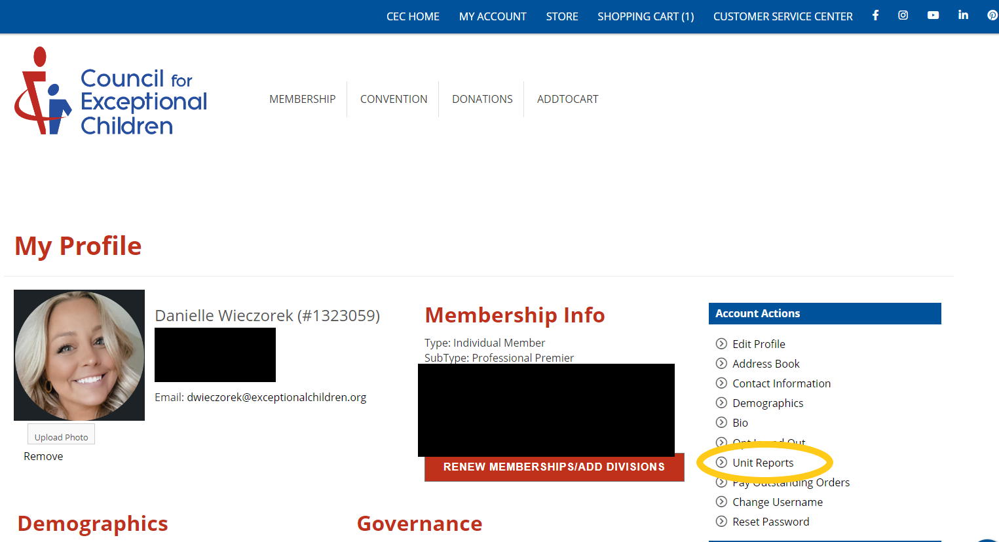 CEC HOME MY ACCOUNT STORE SHOPPING CART (1) CUSTOMER SERVICE CENTER
Council for
Exceptional
Children
MEMBERSHIP CONVENTION DONATIONS ADDTOCART
My Profile
Danielle Wieczorek (#1323059)
Email: dwieczorek@exceptionalchildren.org
Upload Photo
Remove
Membership Info
Type: Individual Member
SubType: Professional Premier
RENEW MEMBERSHIPS/ADD DIVISIONS
Account Actions
Edit Profile
Address Book
Contact Information
Demographics
Bio
Opt In and Out
Unit Reports
Pay Outstanding Orders
Change Username
Reset Password
Demographics
Governance